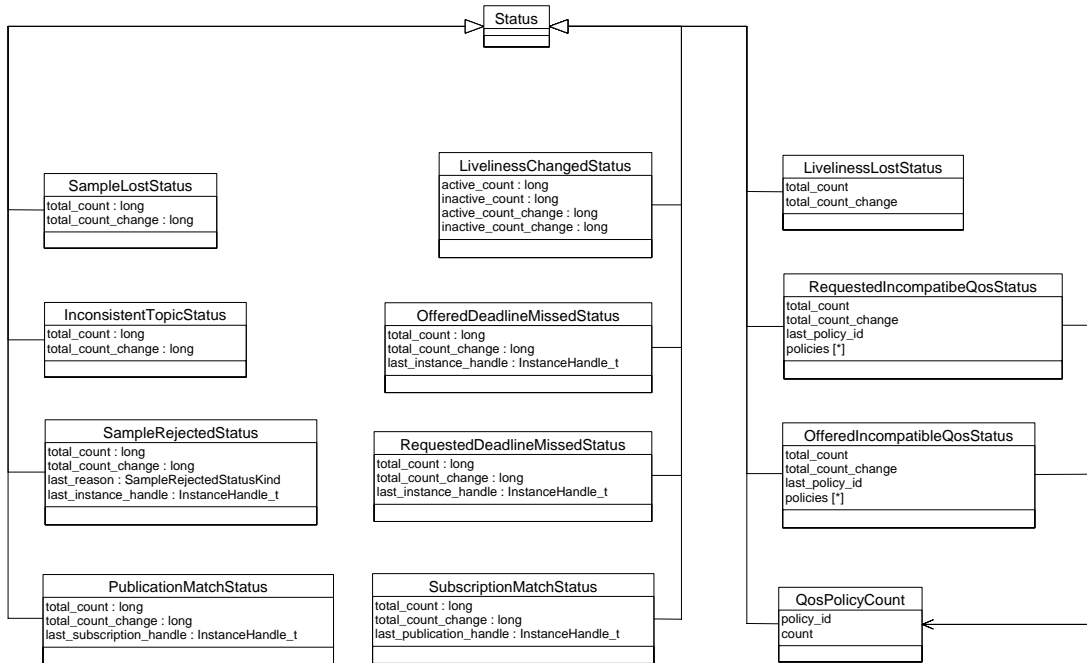 Status
SampleLostStatus
total_count : long
total_count_change : long
InconsistentTopicStatus
total_count : long
total_count_change : long
SampleRejectedStatus
total_count : long
total_count_change : long
last_reason : SampleRejectedStatusKind
last_instance_handle : InstanceHandle_t
PublicationMatchStatus
total_count : long
total_count_change : long
last_subscription_handle : InstanceHandle_t
LivelinessChangedStatus
active_count : long
inactive_count : long
active_count_change : long
inactive_count_change : long
OfferedDeadlineMissedStatus
total_count : long
total_count_change : long
last_instance_handle : InstanceHandle_t
RequestedDeadlineMissedStatus
total_count : long
total_count_change : long
last_instance_handle : InstanceHandle_t
SubscriptionMatchStatus
total_count : long
total_count_change : long
last_publication_handle : InstanceHandle_t
LivelinessLostStatus
total_count
total_count_change
RequestedIncompatibeQosStatus
total_count
total_count_change
last_policy_id
policies [*]
OfferedIncompatibleQosStatus
total_count
total_count_change
last_policy_id
policies [*]
QosPolicyCount
policy_id
count